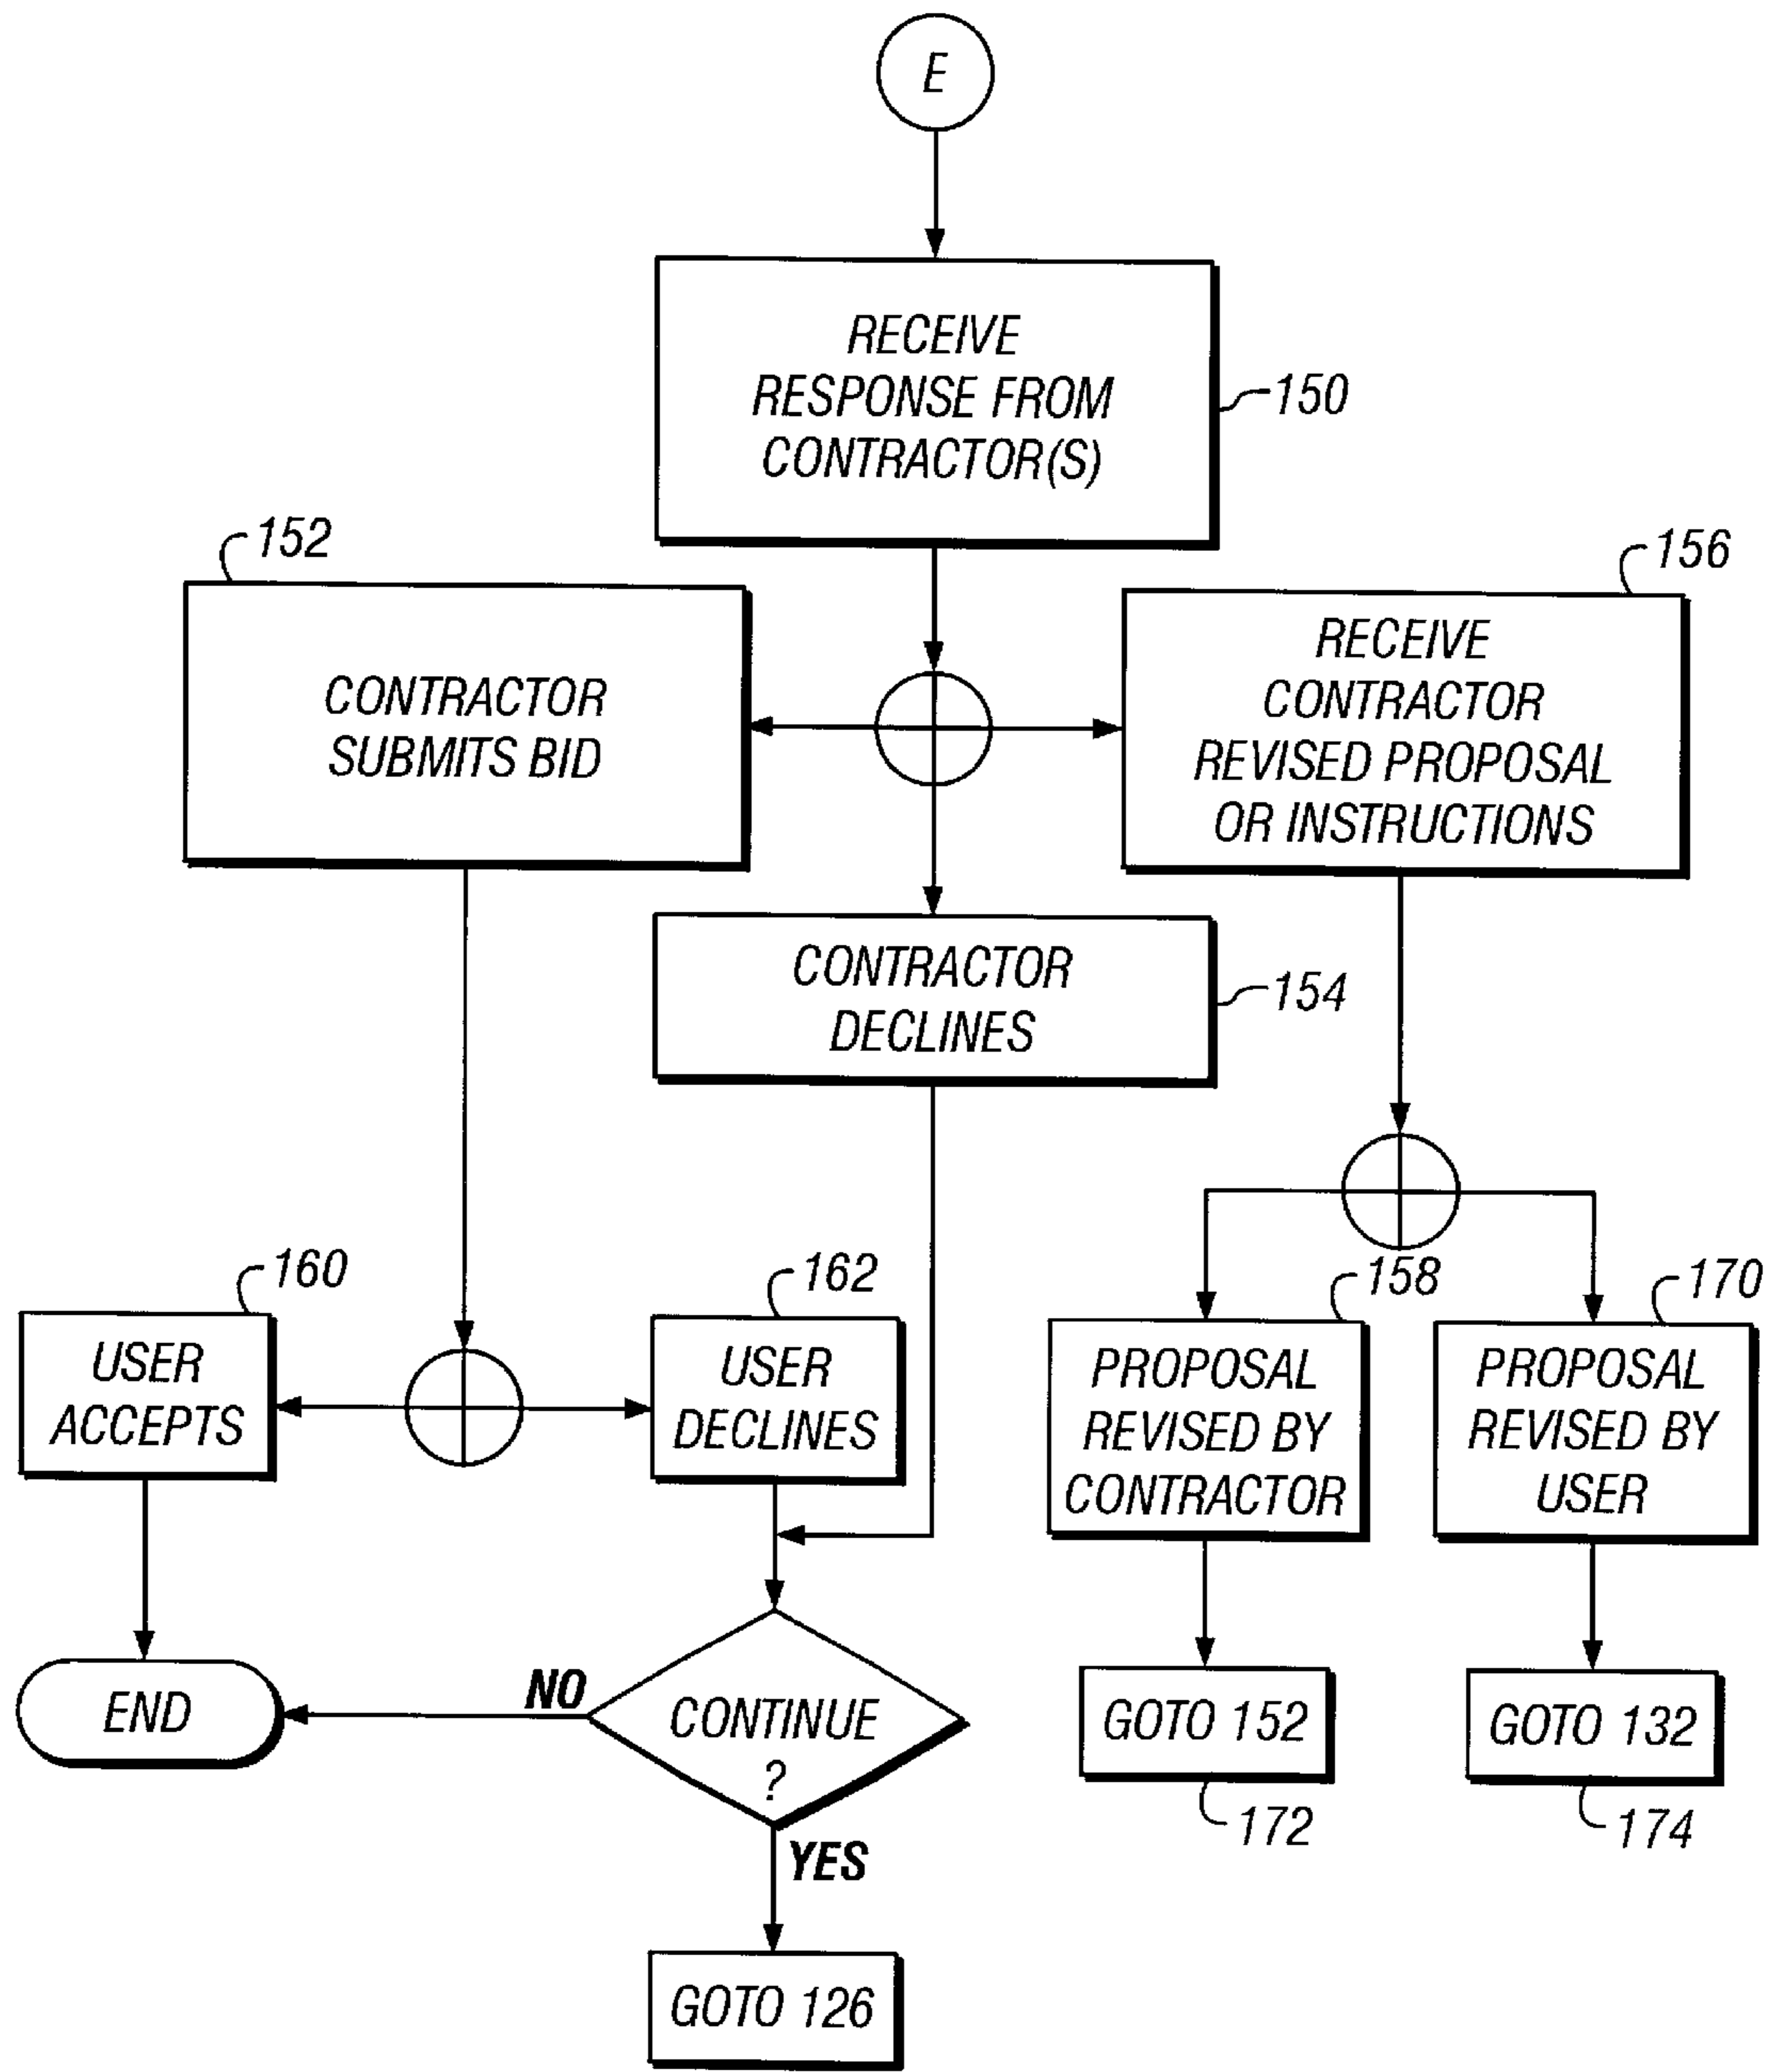 E
RECEIVE
RESPONSE FROM
CONTRACTOR(S)
150
152
CONTRACTOR
SUBMITS BID
156
RECEIVE
CONTRACTOR
REVISED PROPOSAL
OR INSTRUCTIONS
CONTRACTOR
DECLINES
154
160
USER
ACCEPTS
162
USER
DECLINES
158
PROPOSAL
REVISED BY
CONTRACTOR
170
PROPOSAL
REVISED BY
USER
END
NO
CONTINUE
?
YES
GOTO 152
172
GOTO 132
174
GOTO 126